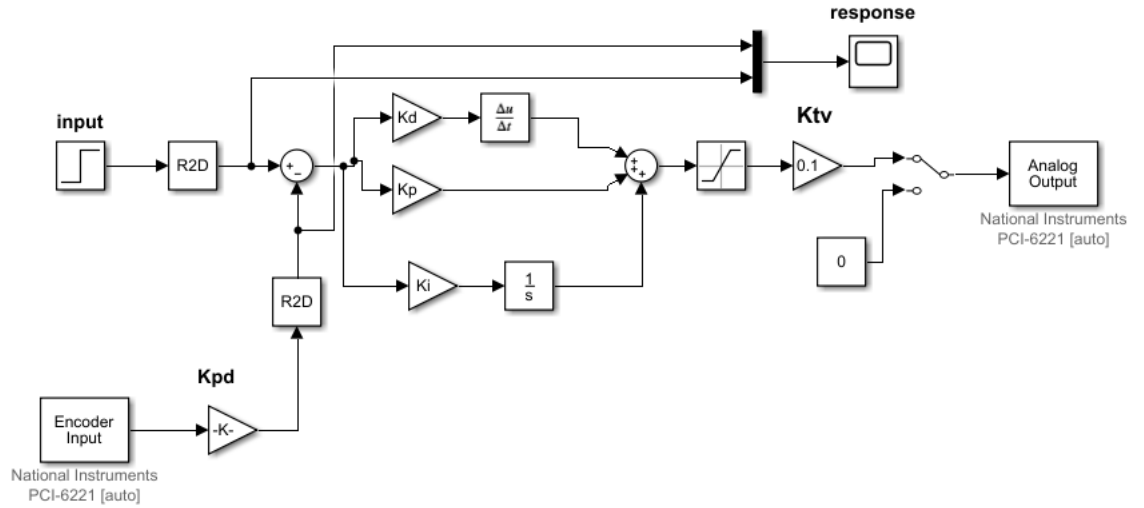 response
input
Ktv
Kd
Δu
Δt
R2D
+
−
Kp
+
+
+
0.1
Analog
Output
National Instruments
PCI-6221 [auto]
0
Ki
1
s
R2D
Kpd
Encoder
Input
-K-
National Instruments
PCI-6221 [auto]